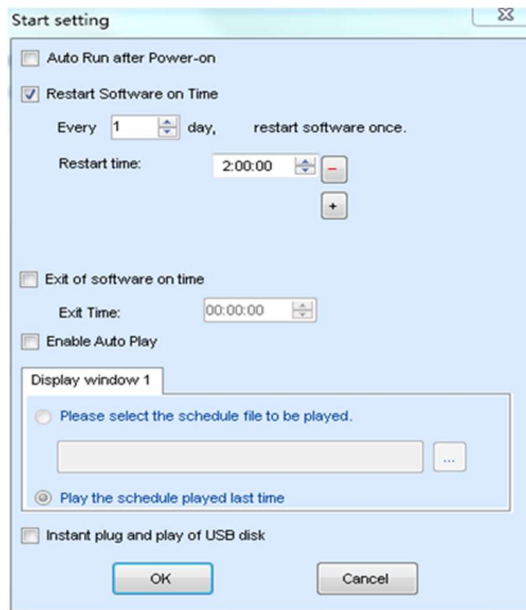 Start setting
Auto Run after Power-on
Restart Software on Time
Every 1 day, restart software once.
Restart time: 2:00:00 −
+
Exit of software on time
Exit Time: 00:00:00
Enable Auto Play
Display window 1
Please select the schedule file to be played.
...
Play the schedule played last time
Instant plug and play of USB disk
OK Cancel